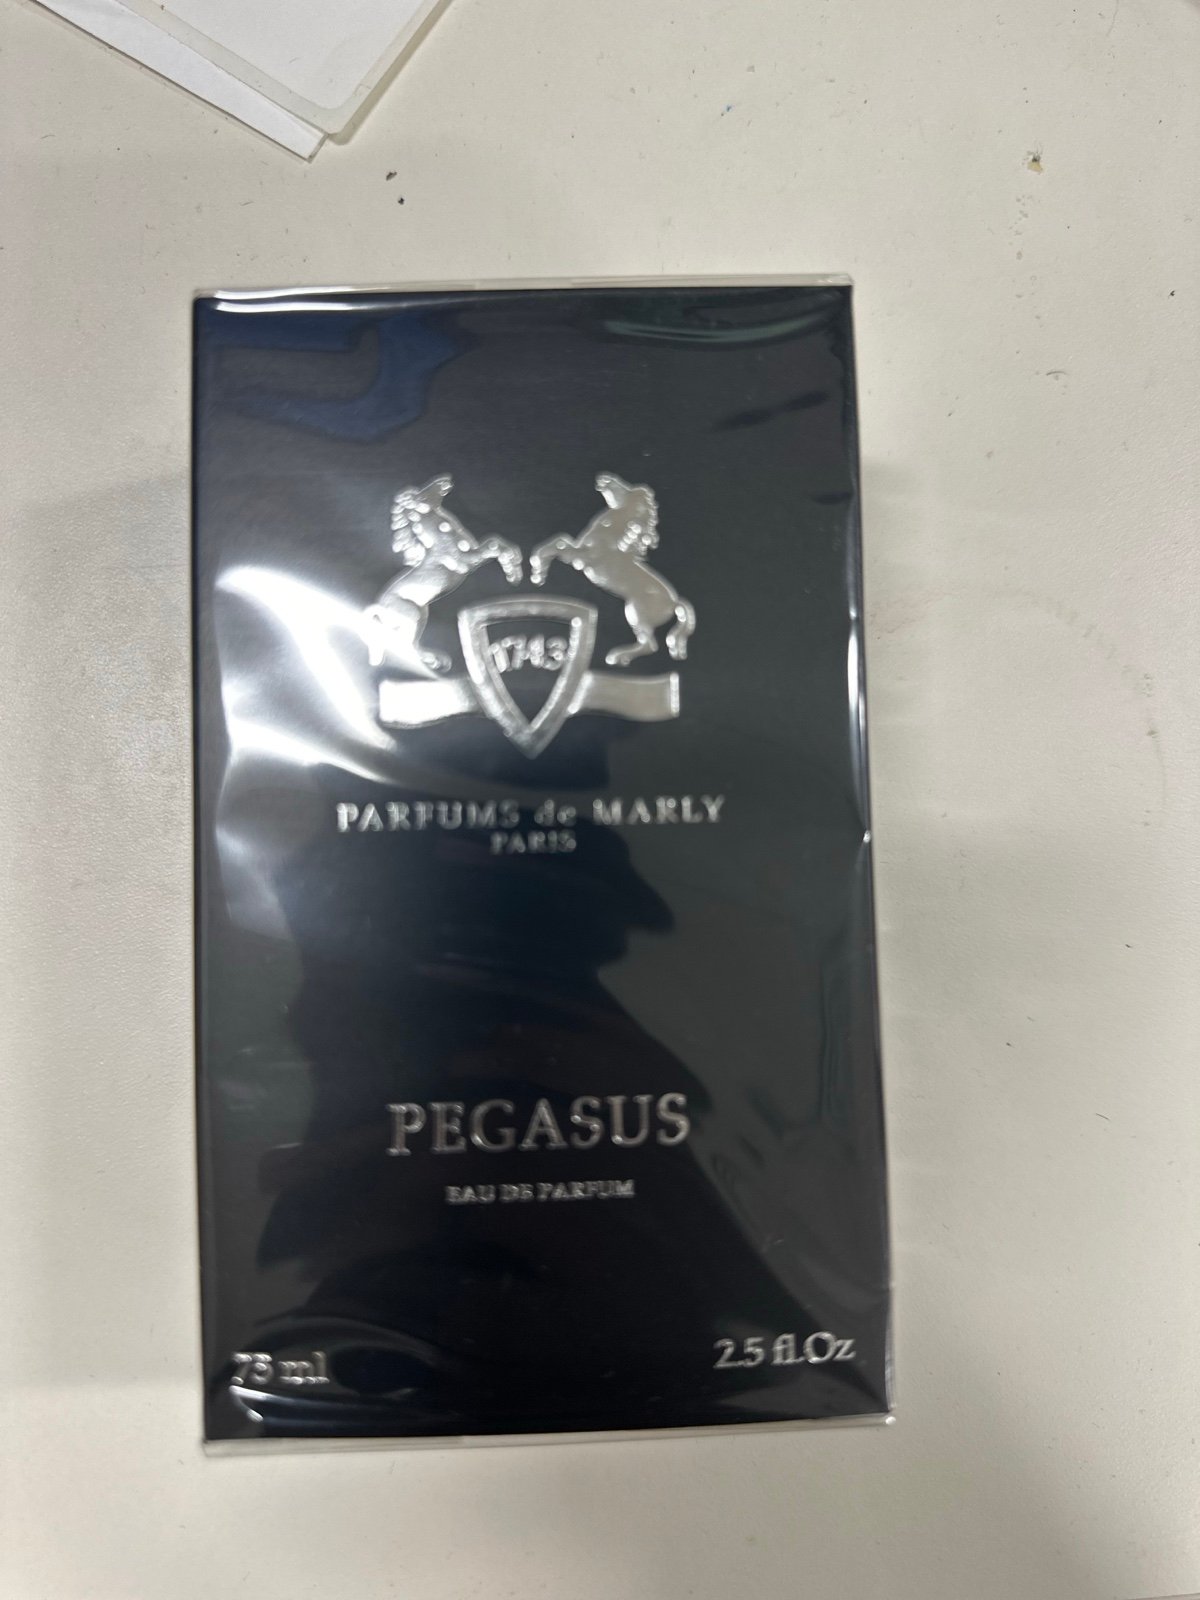 1743
PARFUMS de MARLY
PARIS
PEGASUS
EAU DE PARFUM
75 ml
2.5 fl.Oz